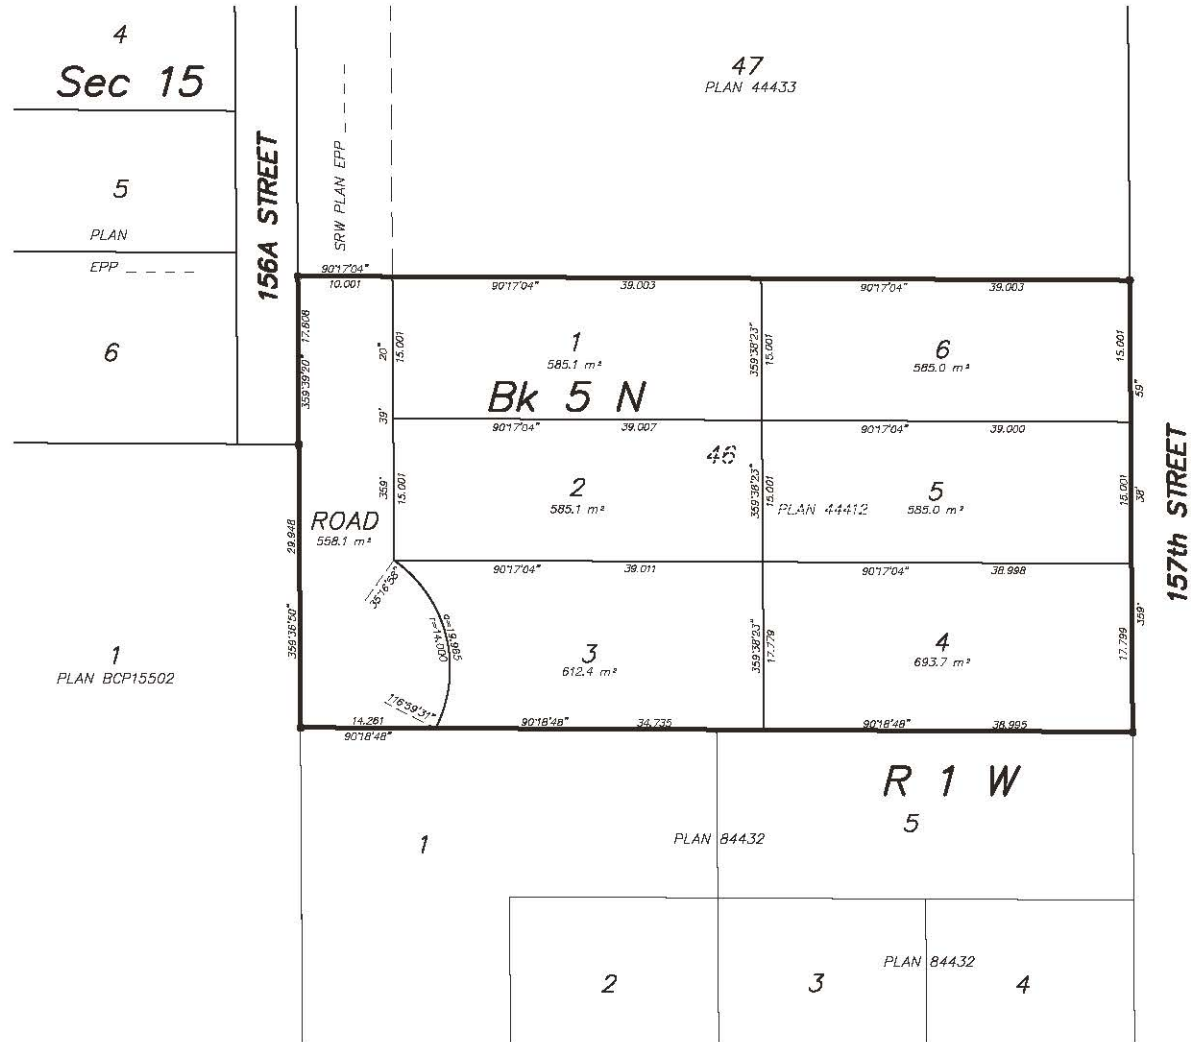 4
Sec 15
47
PLAN 44433
156A STREET
SRW PLAN EPP
5
PLAN
EPP
6
90°17'04"
10.001
90°17'04" 39.003
90°17'04" 39.003
359°39'20" 17.808
359° 39' 20"
15.001
1
585.1 m²
359°38'23"
15.001
6
585.0 m²
15.001
Bk 5 N
90°17'04" 39.007
90°17'04" 39.000
46
15.001
2
585.1 m²
359°38'23"
15.001
PLAN 44412
5
585.0 m²
15.001
359° 38' 59"
157th STREET
ROAD
558.1 m²
90°17'04" 39.011
90°17'04" 38.998
359°36'50" 29.948
35°16'58"
a=19.985
r=14.000
116°59'31"
3
612.4 m²
359°38'23"
17.779
4
693.7 m²
17.799
1
PLAN BCP15502
14.261
90°18'48"
90°18'48" 34.735
90°18'48" 38.995
R 1 W
5
1
PLAN 84432
PLAN 84432
2
3
4